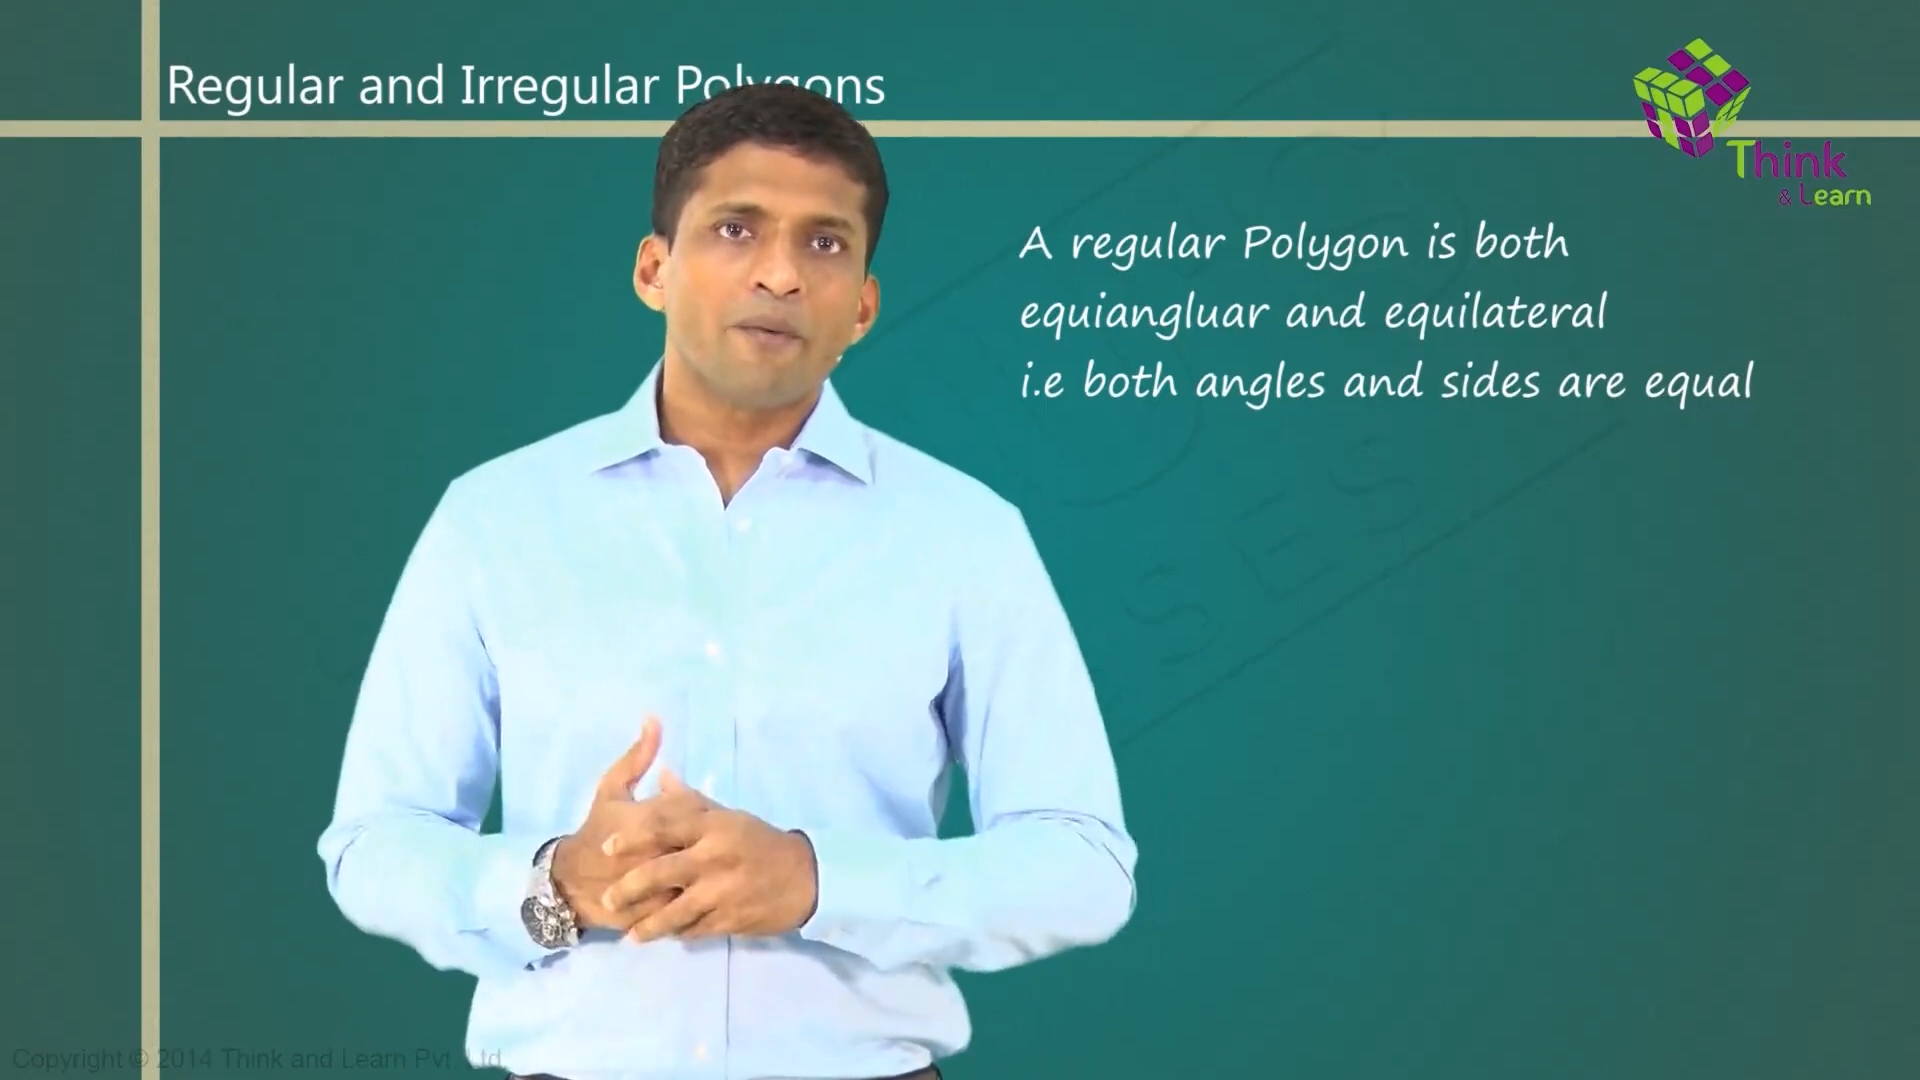 Regular and Irregular Polygons
Think
& Learn
A regular Polygon is both
equiangluar and equilateral
i.e both angles and sides are equal
Copyright © 2014 Think and Learn Pvt. Ltd.